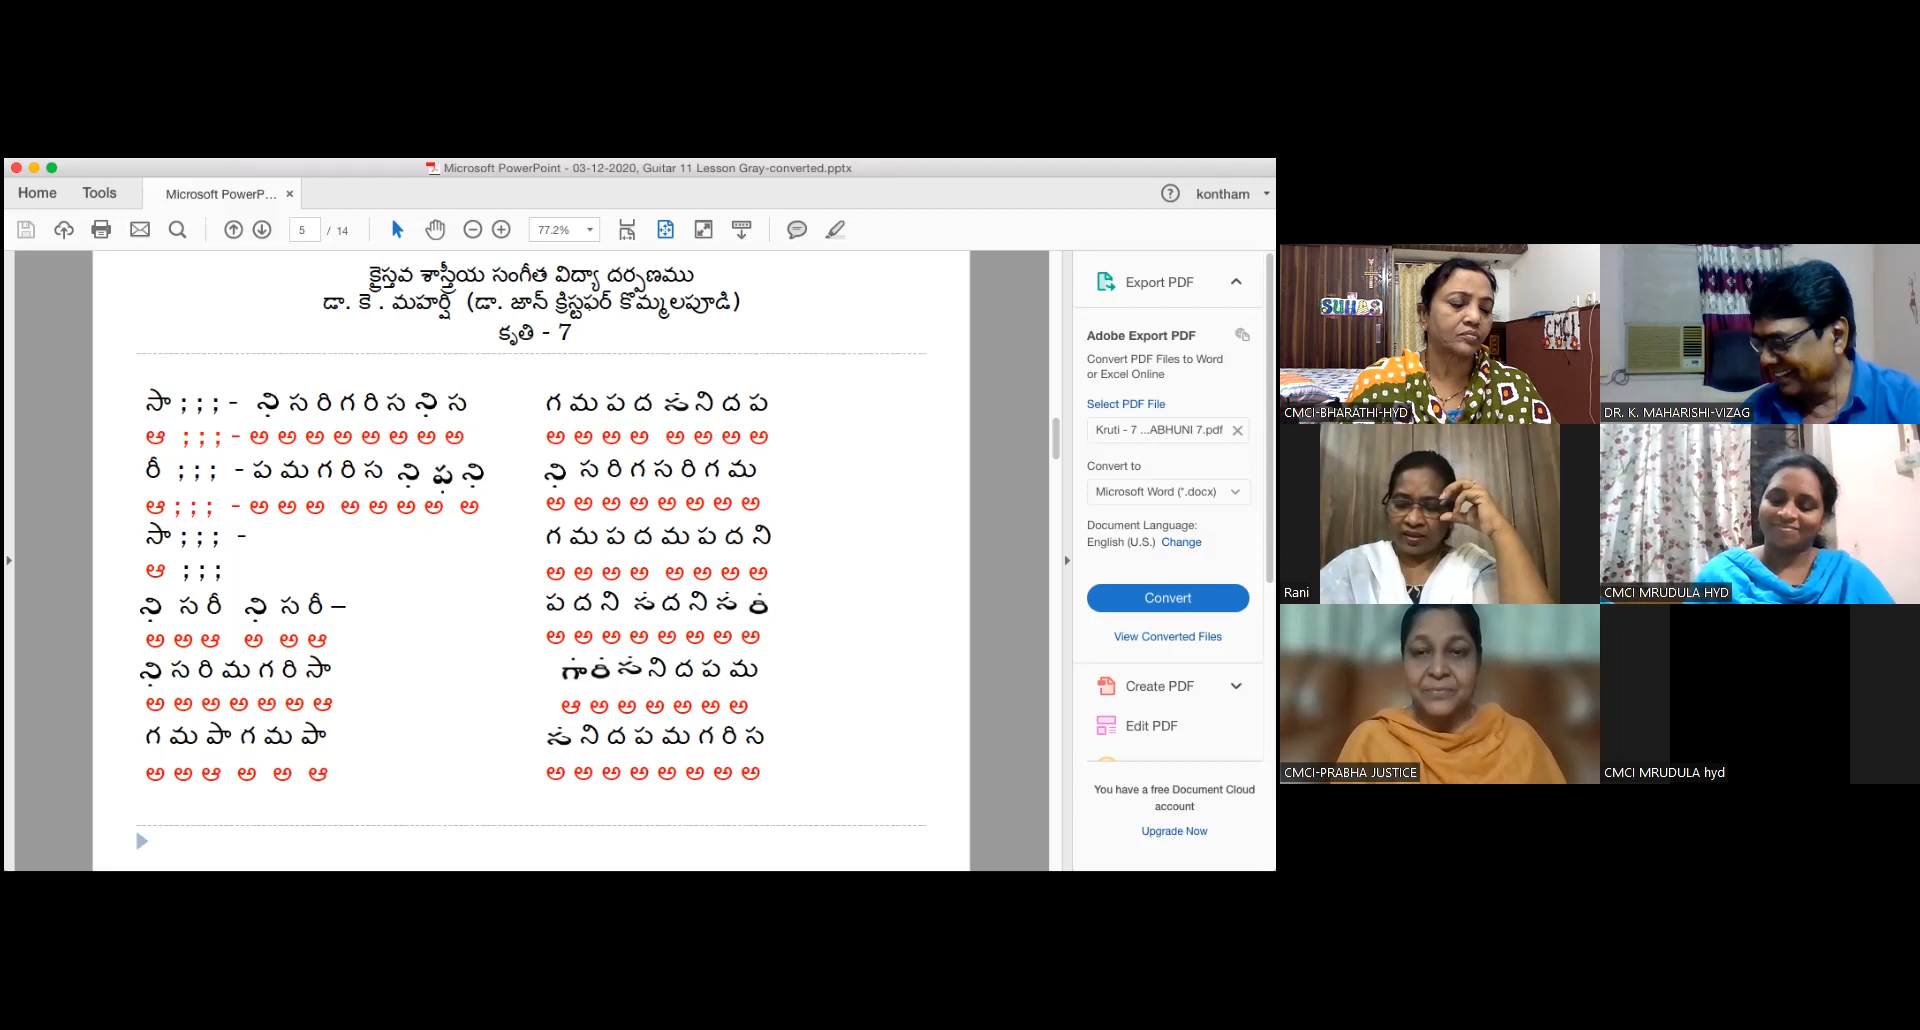 Microsoft PowerPoint - 03-12-2020, Guitar 11 Lesson Gray-converted.pptx
Home Tools Microsoft PowerP... × kontham
5 / 14 77.2%
క్రైస్తవ శాస్త్రీయ సంగీత విద్యా దర్పణము
డా. కె . మహర్షి (డా. జాన్ క్రిస్టఫర్ కొమ్మలపూడి)
కృతి - 7
సా ; ; ; - ని స రి గ రి స ని స
ఆ ; ; ; - అ అ అ అ అ అ అ అ
రీ ; ; ; - ప మ గ రి స ని ప ని
ఆ ; ; ; - అ అ అ అ అ అ అ అ
సా ; ; ; -
ఆ ; ; ;
ని స రీ ని స రీ –
అ అ ఆ అ అ ఆ
ని స రి మ గ రి సా
అ అ అ అ అ అ ఆ
గ మ పా గ మ పా
అ అ ఆ అ అ ఆ
గ మ ప ద స ని ద ప
అ అ అ అ అ అ అ అ
ని స రి గ స రి గ మ
అ అ అ అ అ అ అ అ
గ మ ప ద మ ప ద ని
అ అ అ అ అ అ అ అ
ప ద ని స ద ని స రి
అ అ అ అ అ అ అ అ
గా రి స ని ద ప మ
ఆ అ అ అ అ అ అ
స ని ద ప మ గ రి స
అ అ అ అ అ అ అ అ
Export PDF
Adobe Export PDF
Convert PDF Files to Word
or Excel Online
Select PDF File
Kruti - 7 ...ABHUNI 7.pdf
Convert to
Microsoft Word (*.docx)
Document Language:
English (U.S.) Change
Convert
View Converted Files
Create PDF
Edit PDF
You have a free Document Cloud
account
Upgrade Now
SUHAS
CMCI
CMCI-BHARATHI-HYD
DR. K. MAHARISHI-VIZAG
Rani
CMCI MRUDULA HYD
CMCI-PRABHA JUSTICE
CMCI MRUDULA hyd